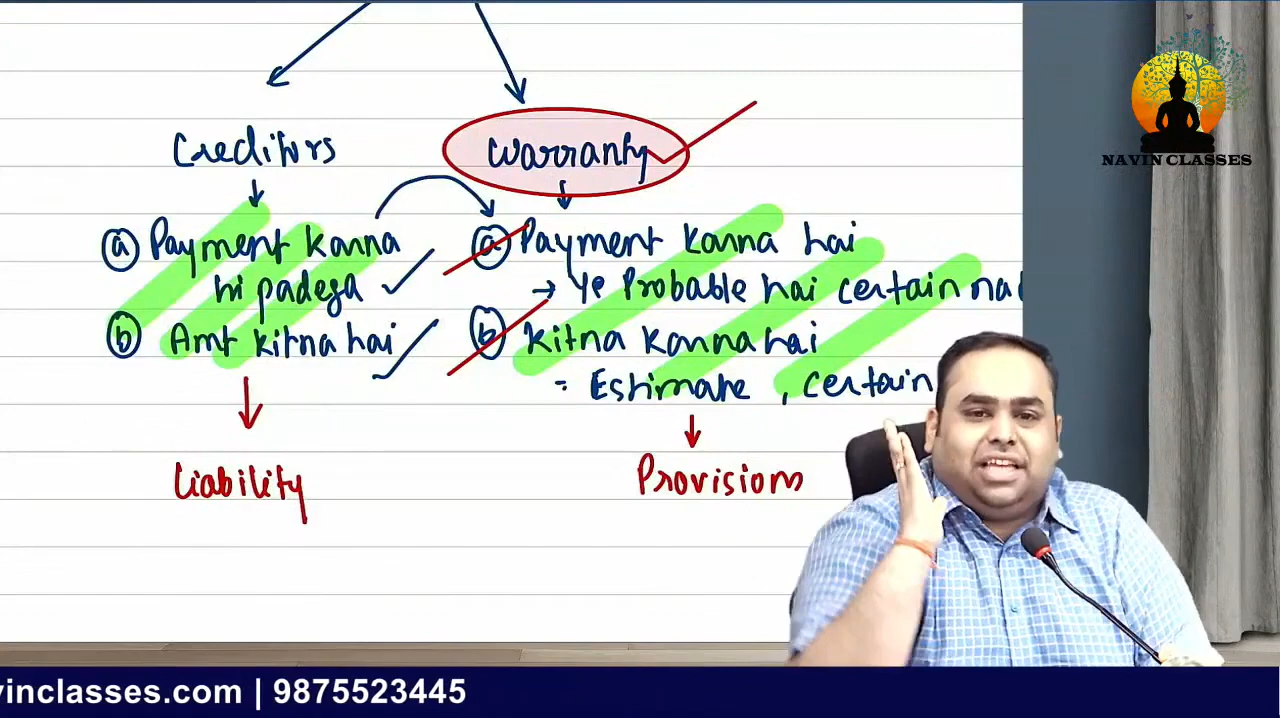 NAVIN CLASSES
Creditors
warranty
(a) Payment karna
hi padega
(b) Amt kitna hai
Liability
(a) Payment karna hai
→ Ye Probable hai certain
(b) Kitna karna hai
= Estimate , certain
Provision
vinclasses.com | 9875523445